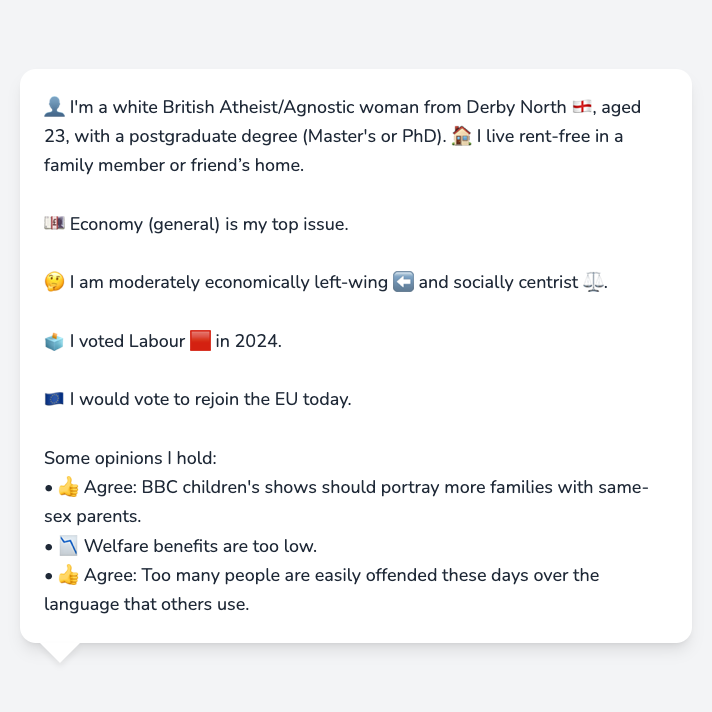 👤 I'm a white British Atheist/Agnostic woman from Derby North 🏴󠁧󠁢󠁥󠁮󠁧󠁿, aged
23, with a postgraduate degree (Master's or PhD). 🏠 I live rent-free in a
family member or friend’s home.
💷 Economy (general) is my top issue.
🤔 I am moderately economically left-wing ⬅️ and socially centrist ⚖️.
🗳️ I voted Labour 🟥 in 2024.
🇪🇺 I would vote to rejoin the EU today.
Some opinions I hold:
• 👍 Agree: BBC children's shows should portray more families with same-
sex parents.
• 📉 Welfare benefits are too low.
• 👍 Agree: Too many people are easily offended these days over the
language that others use.